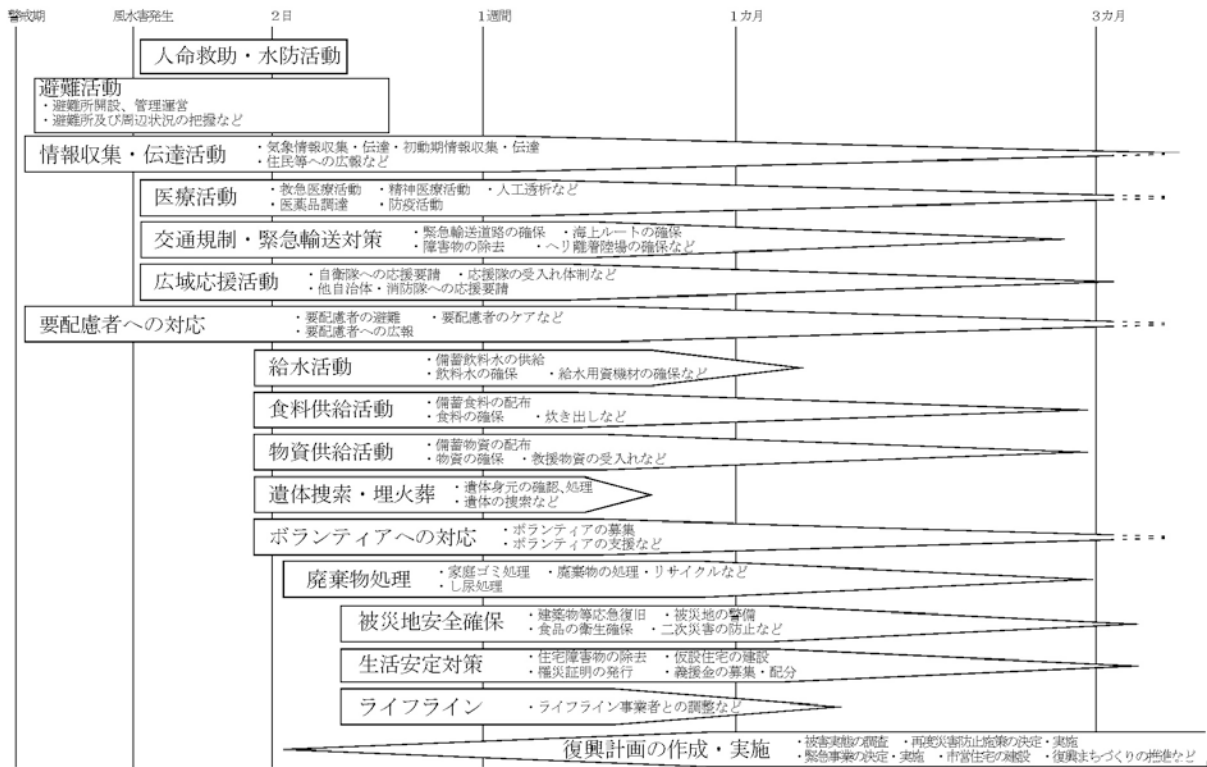 警戒期 風水害発生 2日 1週間 1カ月 3カ月
人命救助・水防活動
避難活動
・避難所開設、管理運営
・避難所及び周辺状況の把握など
情報収集・伝達活動
・気象情報収集・伝達・初動期情報収集・伝達
・住民等への広報など
医療活動
・救急医療活動 ・精神医療活動 ・人工透析など
・医薬品調達 ・防疫活動
交通規制・緊急輸送対策
・緊急輸送道路の確保 ・海上ルートの確保
・障害物の除去 ・ヘリ離着陸場の確保など
広域応援活動
・自衛隊への応援要請 ・応援隊の受入れ体制など
・他自治体・消防隊への応援要請
要配慮者への対応
・要配慮者の避難 ・要配慮者のケアなど
・要配慮者への広報
給水活動
・備蓄飲料水の供給
・飲料水の確保 ・給水用資機材の確保など
食料供給活動
・備蓄食料の配布
・食料の確保 ・炊き出しなど
物資供給活動
・備蓄物資の配布
・物資の確保 ・救援物資の受入れなど
遺体捜索・埋火葬
・遺体身元の確認、処理
・遺体の捜索など
ボランティアへの対応
・ボランティアの募集
・ボランティアの支援など
廃棄物処理
・家庭ゴミ処理 ・廃棄物の処理・リサイクルなど
・し尿処理
被災地安全確保
・建築物等応急復旧 ・被災地の警備
・食品の衛生確保 ・二次災害の防止など
生活安定対策
・住宅障害物の除去 ・仮設住宅の建設
・罹災証明の発行 ・義援金の募集・配分
ライフライン
・ライフライン事業者との調整など
復興計画の作成・実施
・被害実態の調査 ・再度災害防止施策の決定・実施
・緊急事業の決定・実施 ・市営住宅の建設 ・復興まちづくりの推進など